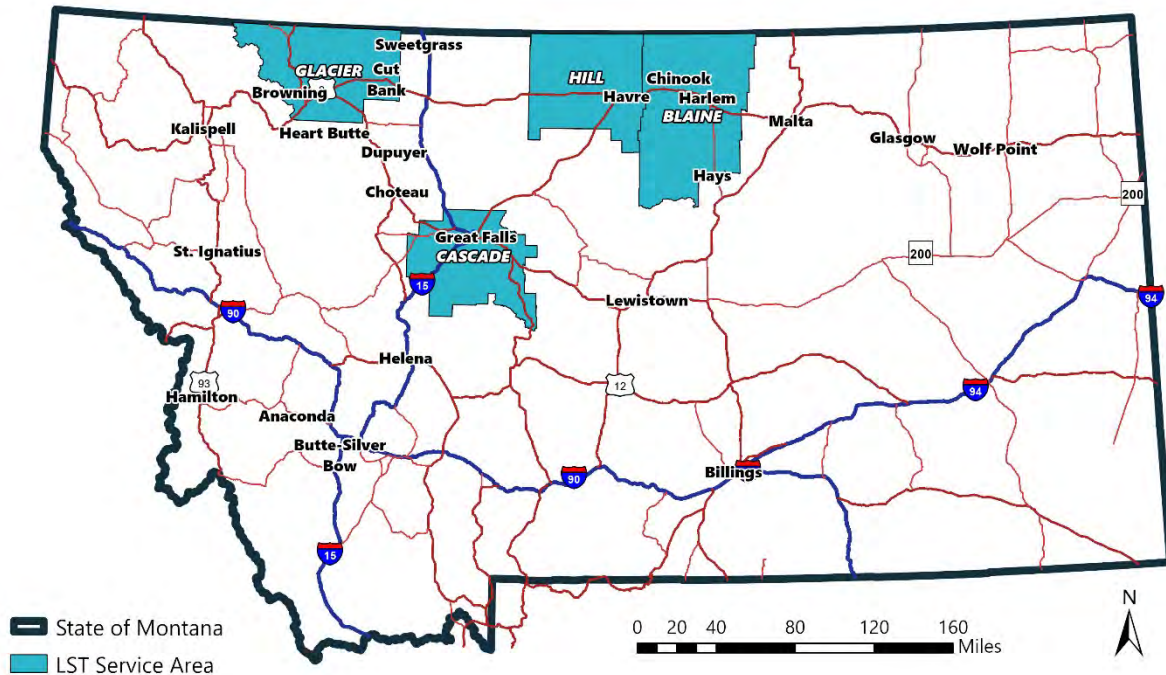 Sweetgrass
GLACIER
Cut
Bank
Browning
HILL
Chinook
Havre
Harlem
BLAINE
Malta
Kalispell
Heart Butte
Glasgow
Wolf Point
Dupuyer
Hays
Choteau
200
Great Falls
CASCADE
St. Ignatius
200
15
94
90
Lewistown
Helena
93
12
94
Hamilton
Anaconda
Butte-Silver
Bow
90
Billings
15
N
State of Montana
0 20 40 80 120 160
Miles
LST Service Area